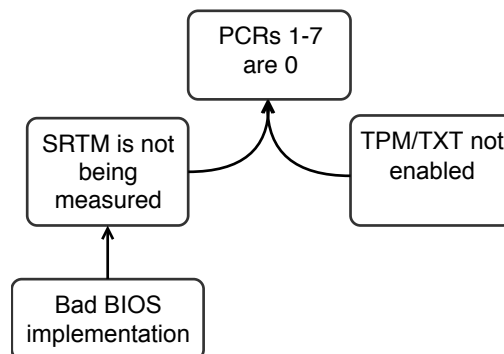 PCRs 1-7
are 0
SRTM is not
being
measured
TPM/TXT not
enabled
Bad BIOS
implementation